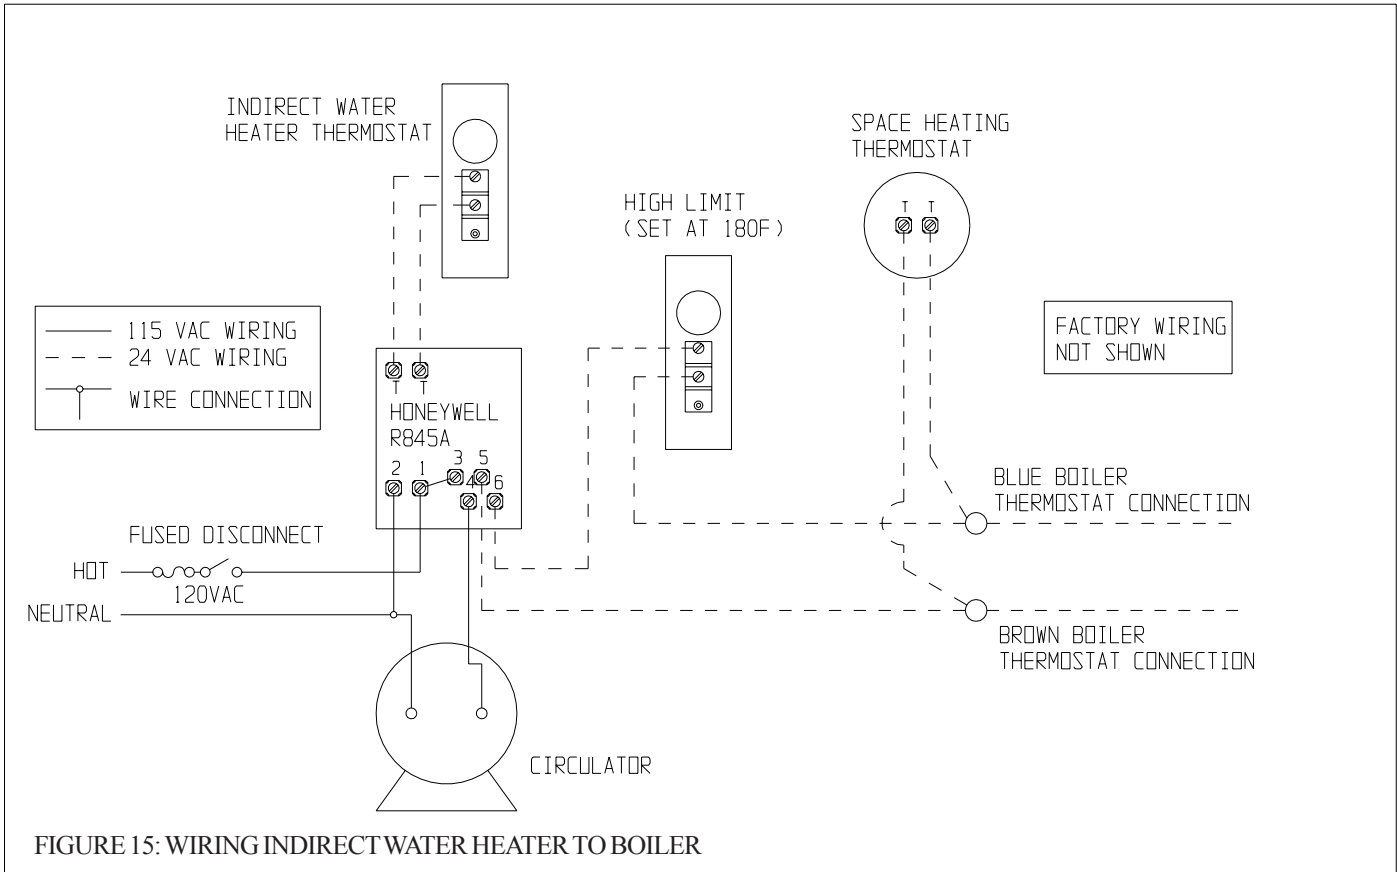 INDIRECT WATER
HEATER THERMOSTAT
SPACE HEATING
THERMOSTAT
HIGH LIMIT
(SET AT 180F)
T T
115 VAC WIRING
24 VAC WIRING
WIRE CONNECTION
FACTORY WIRING
NOT SHOWN
T T
HONEYWELL
R845A
2 1 3 5
4 6
BLUE BOILER
THERMOSTAT CONNECTION
FUSED DISCONNECT
HOT
120VAC
NEUTRAL
BROWN BOILER
THERMOSTAT CONNECTION
CIRCULATOR
FIGURE 15: WIRING INDIRECT WATER HEATER TO BOILER